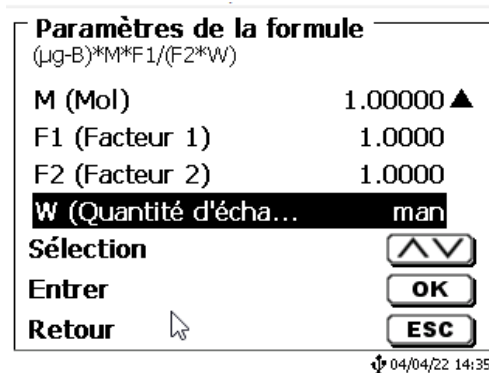 Paramètres de la formule
(µg-B)*M*F1/(F2*W)
M (Mol) 1.00000
F1 (Facteur 1) 1.0000
F2 (Facteur 2) 1.0000
W (Quantité d'écha... man
Sélection
Entrer OK
Retour ESC
04/04/22 14:35